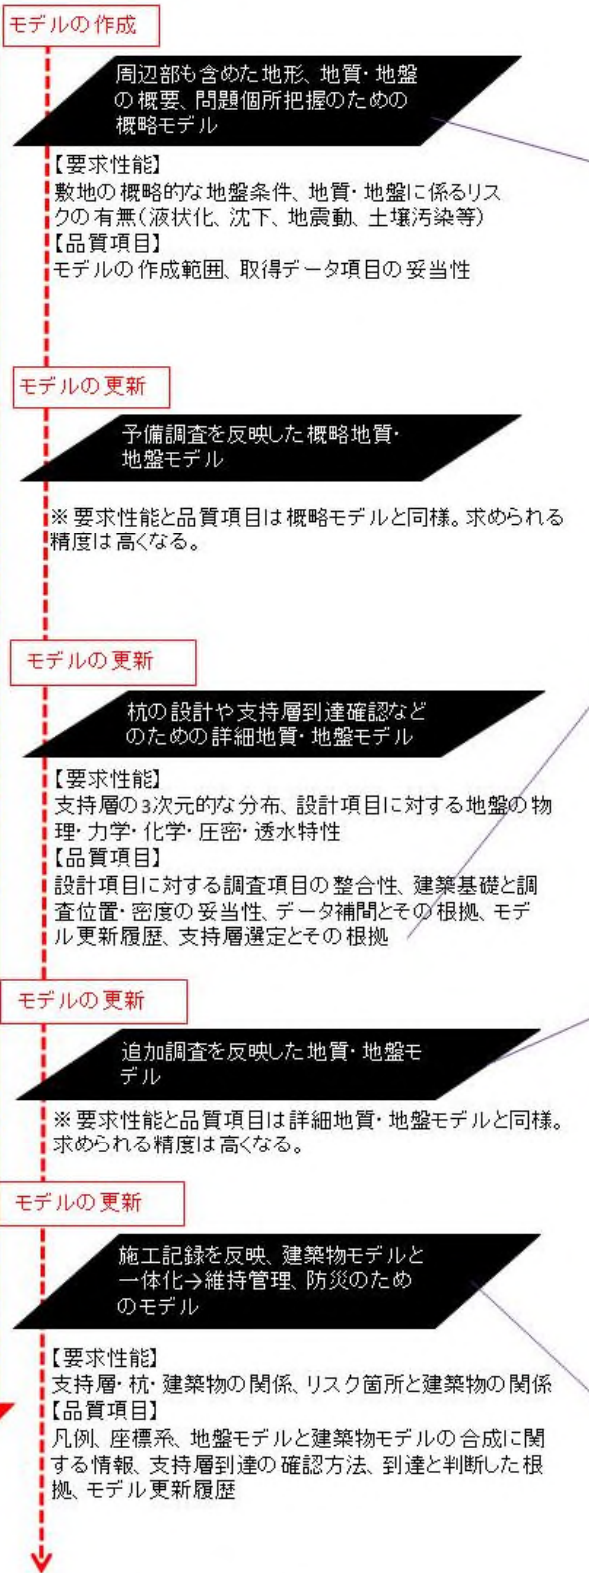 モデルの作成
周辺部も含めた地形、地質・地盤
の概要、問題個所把握のための
概略モデル
【要求性能】
敷地の概略的な地盤条件、地質・地盤に係るリス
クの有無(液状化、沈下、地震動、土壌汚染等)
【品質項目】
モデルの作成範囲、取得データ項目の妥当性
モデルの更新
予備調査を反映した概略地質・
地盤モデル
※要求性能と品質項目は概略モデルと同様。求められる
精度は高くなる。
モデルの更新
杭の設計や支持層到達確認など
のための詳細地質・地盤モデル
【要求性能】
支持層の3次元的な分布、設計項目に対する地盤の物
理・力学・化学・圧密・透水特性
【品質項目】
設計項目に対する調査項目の整合性、建築基礎と調
査位置・密度の妥当性、データ補間とその根拠、モデ
ル更新履歴、支持層選定とその根拠
モデルの更新
追加調査を反映した地質・地盤モ
デル
※要求性能と品質項目は詳細地質・地盤モデルと同様。
求められる精度は高くなる。
モデルの更新
施工記録を反映、建築物モデルと
一体化→維持管理、防災のため
のモデル
【要求性能】
支持層・杭・建築物の関係、リスク箇所と建築物の関係
【品質項目】
凡例、座標系、地盤モデルと建築物モデルの合成に関
する情報、支持層到達の確認方法、到達と判断した根
拠、モデル更新履歴